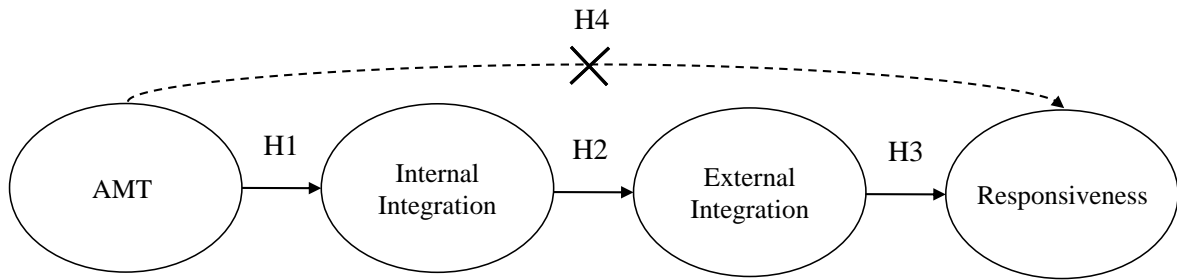 H4
H1
H2
H3
AMT
Internal
Integration
External
Integration
Responsiveness